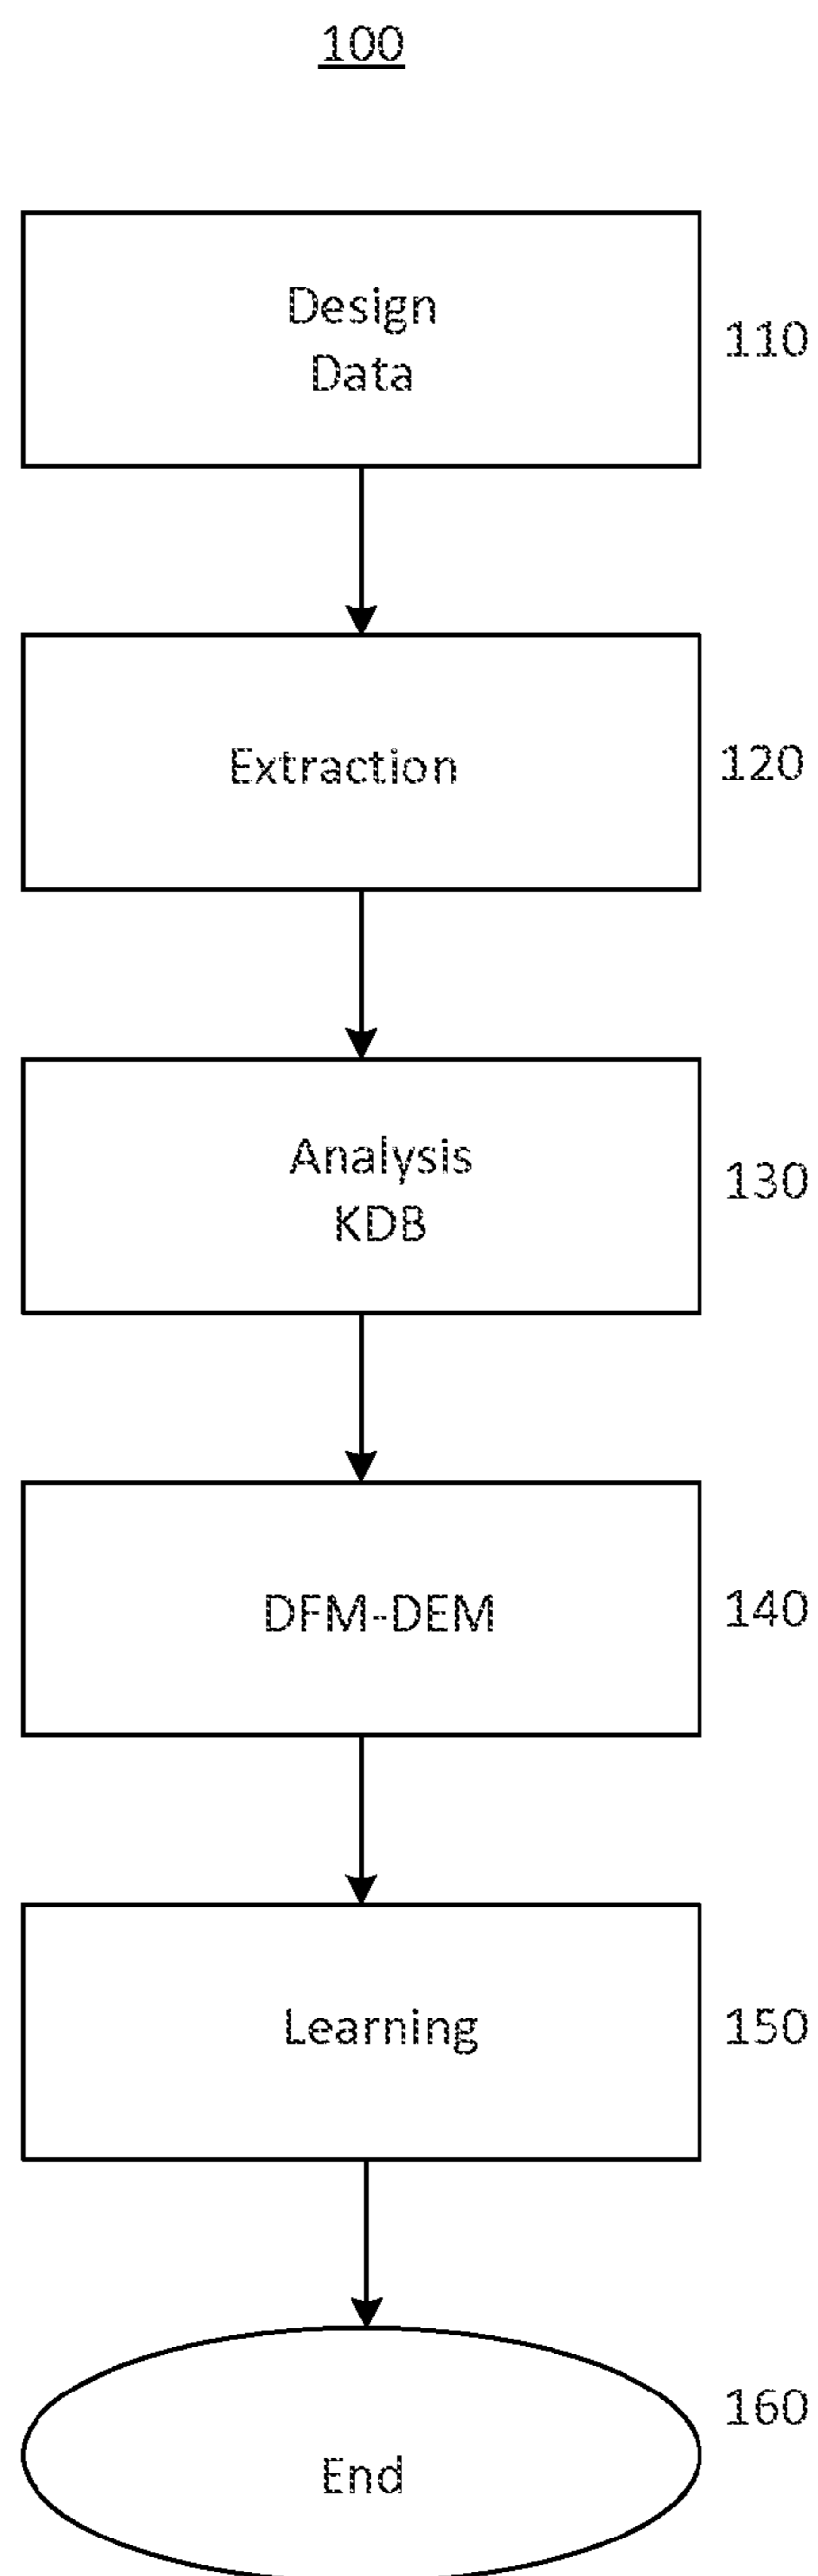 100
Design
Data
110
Extraction
120
Analysis
KDB
130
DFM-DEM
140
Learning
150
End
160